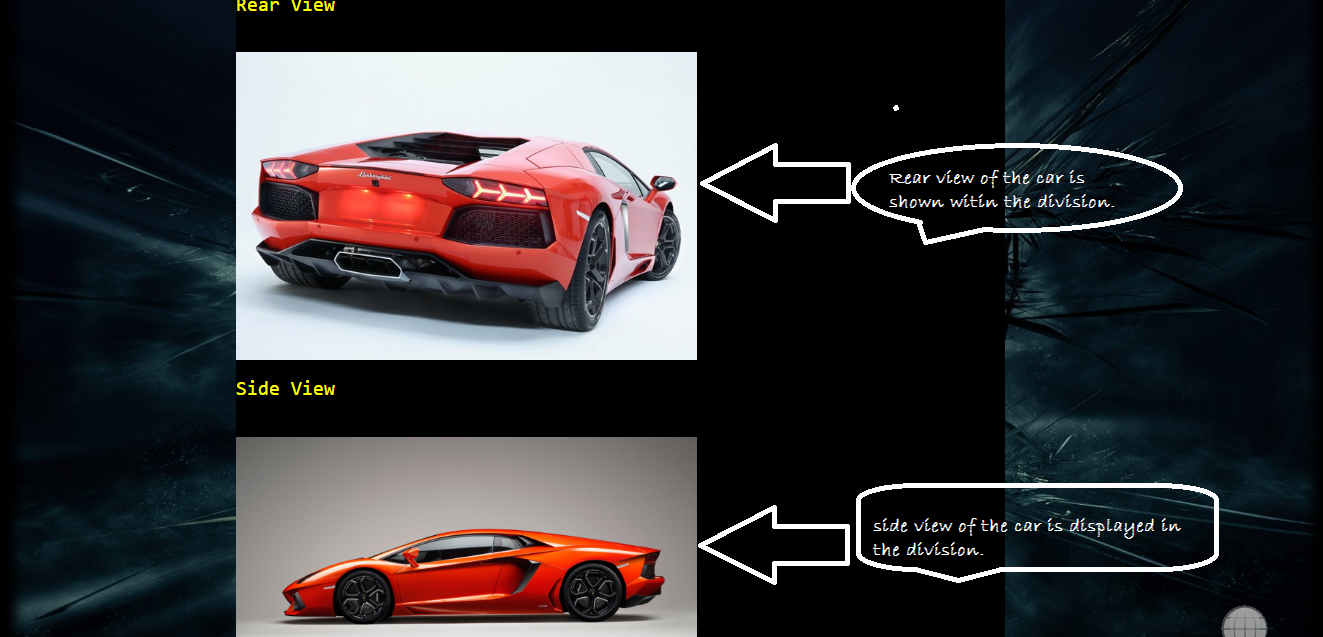 Rear View
Lamborghini
Rear view of the car is
shown witin the division.
Side View
side view of the car is displayed in
the division.